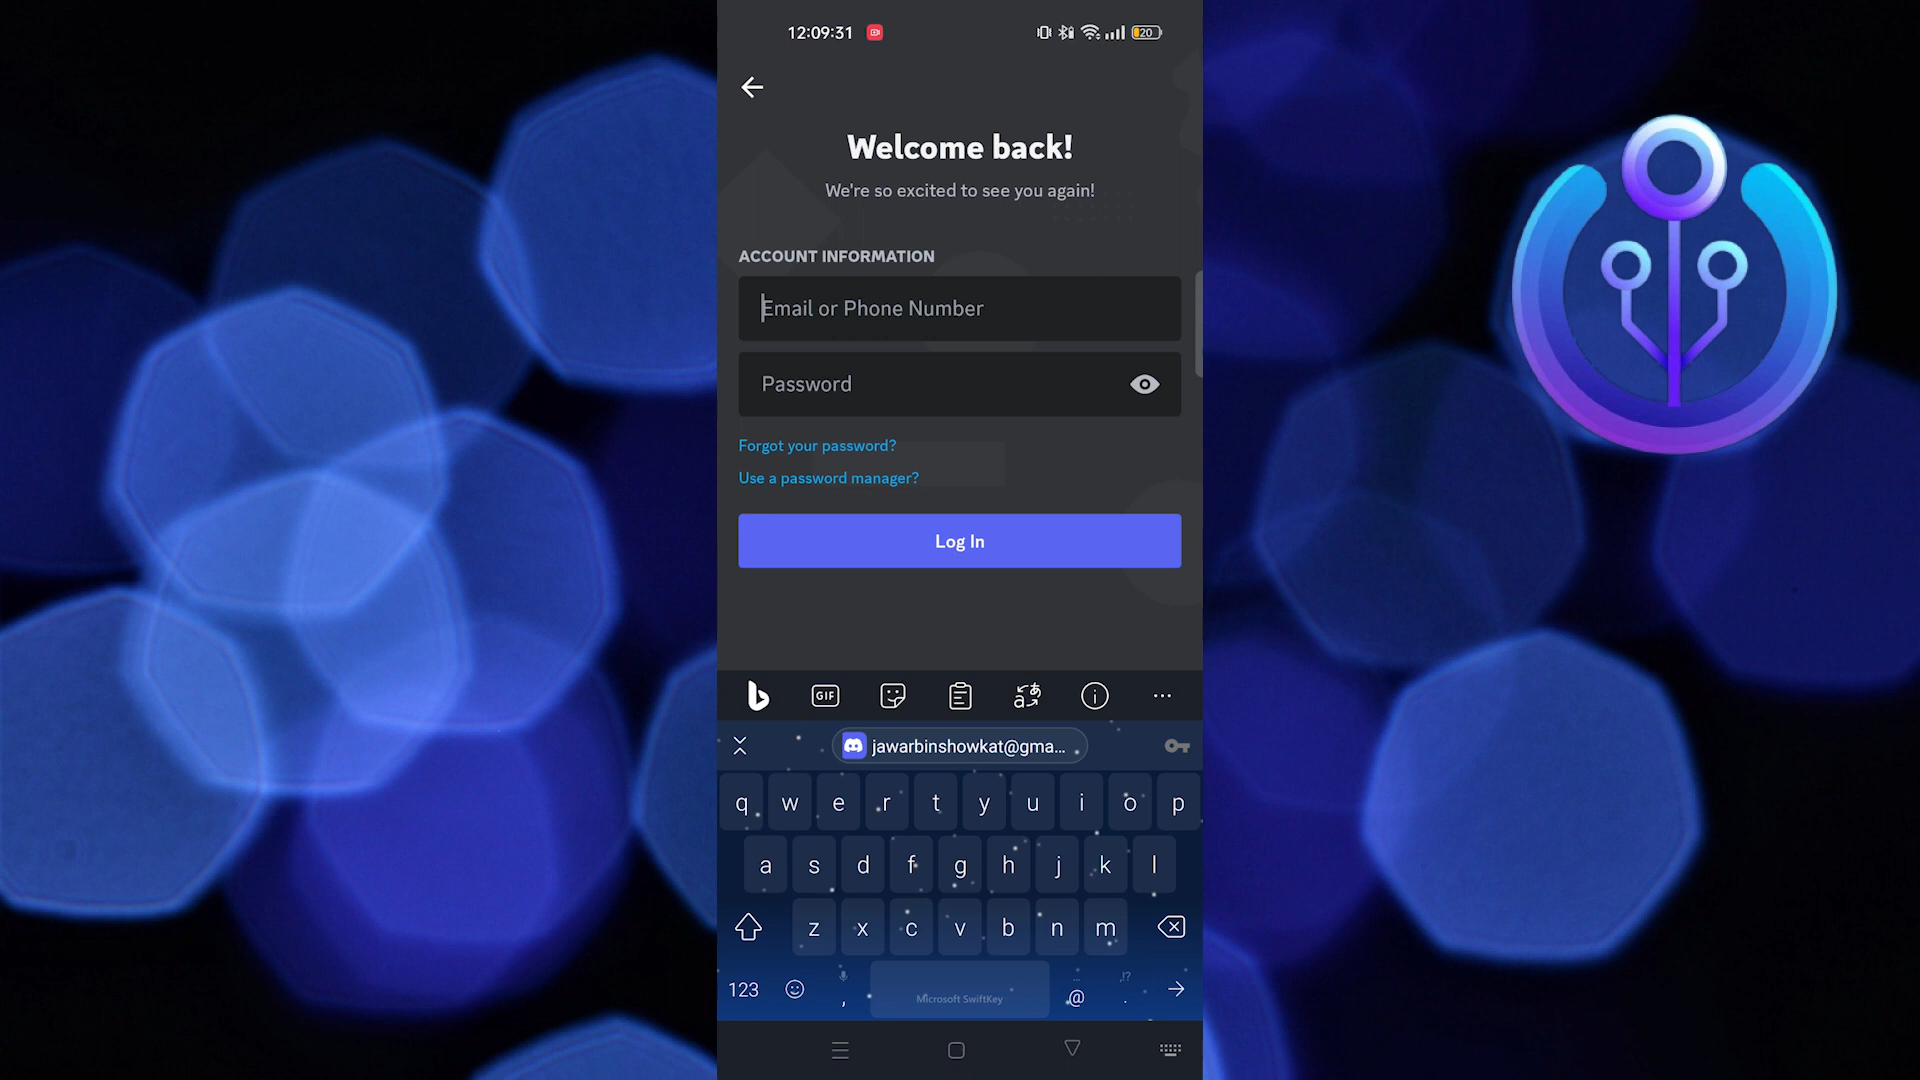 12:09:31
20
Welcome back!
We're so excited to see you again!
ACCOUNT INFORMATION
Email or Phone Number
Password
Forgot your password?
Use a password manager?
Log In
GIF
jawarbinshowkat@gma...
q w e r t y u i o p
a s d f g h j k l
z x c v b n m
123 , Microsoft SwiftKey @ . ,!?